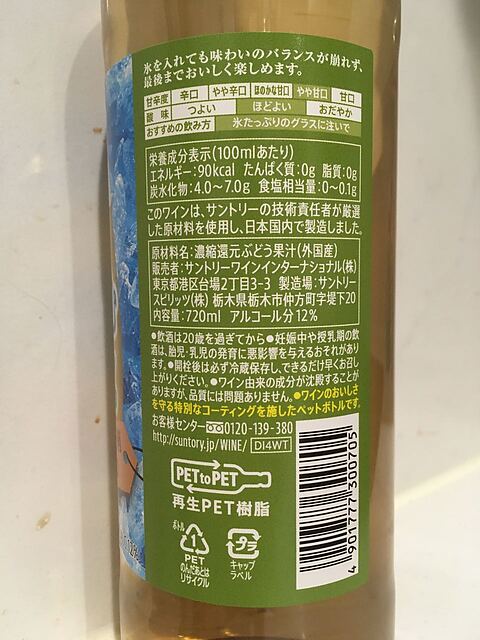 氷を入れても味わいのバランスが崩れず、
最後までおいしく楽しめます。
甘辛度 辛口 やや辛口 ほのかな甘口 やや甘口 甘口
酸味 つよい ほどよい おだやか
おすすめの飲み方 氷たっぷりのグラスに注いで
栄養成分表示(100mlあたり)
エネルギー:90kcal たんぱく質:0g 脂質:0g
炭水化物:4.0~7.0g 食塩相当量:0~0.1g
このワインは、サントリーの技術責任者が厳選
した原材料を使用し、日本国内で製造しました。
原材料名:濃縮還元ぶどう果汁(外国産)
販売者:サントリーワインインターナショナル(株)
東京都港区台場2丁目3-3 製造場:サントリー
スピリッツ(株) 栃木県栃木市仲方町字堤下20
内容量:720ml アルコール分12%
●飲酒は20歳を過ぎてから●妊娠中や授乳期の飲
酒は、胎児・乳児の発育に悪影響を与えるおそれがあり
ます。●開栓後は必ず冷蔵保存し、できるだけ早くお召し
上がりください。●ワイン由来の成分が沈殿することが
ありますが、品質には問題ありません。●ワインのおいしさ
を守る特別なコーティングを施したペットボトルです。
お客様センター 0120-139-380
http://suntory.jp/WINE/ D14WT
PETtoPET
再生PET樹脂
ボトル
1
PET
のんだあとは
リサイクル
プラ
キャップ
ラベル
4 901777 300705